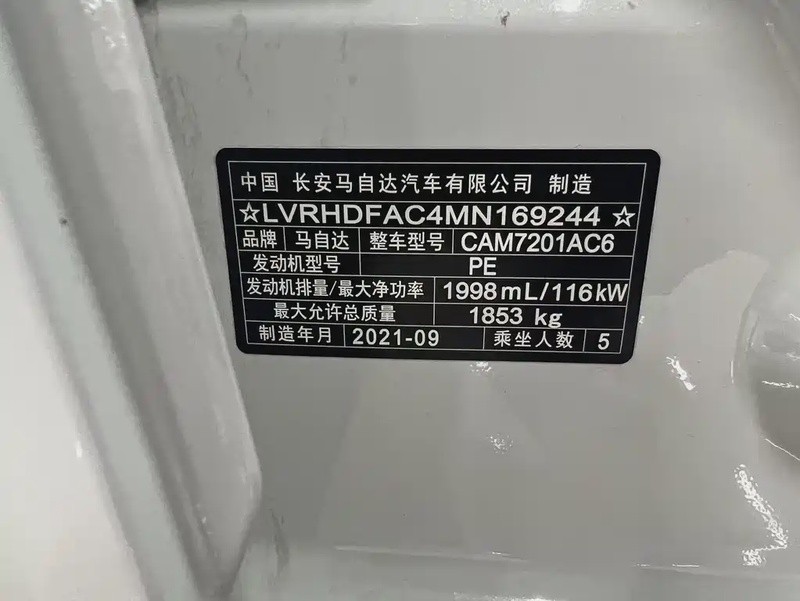 中国 长安马自达汽车有限公司 制造
☆LVRHDFAC4MN169244☆
品牌 马自达 整车型号 CAM7201AC6
发动机型号 PE
发动机排量/最大净功率 1998mL/116kW
最大允许总质量 1853 kg
制造年月 2021-09 乘坐人数 5